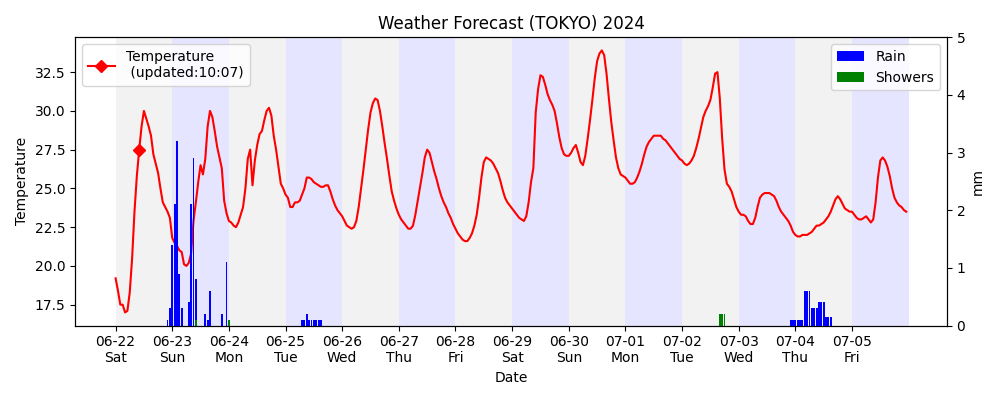 Weather Forecast (TOKYO) 2024
Temperature
(updated:10:07)
Rain
Showers
Temperature
32.5
30.0
27.5
25.0
22.5
20.0
17.5
5
4
3
2
1
0
mm
06-22 06-23 06-24 06-25 06-26 06-27 06-28 06-29 06-30 07-01 07-02 07-03 07-04 07-05
Sat Sun Mon Tue Wed Thu Fri Sat Sun Mon Tue Wed Thu Fri
Date